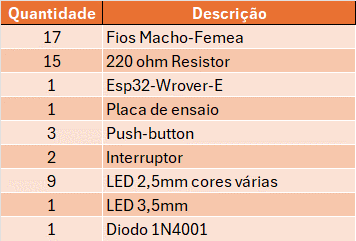 Quantidade Descrição
17 Fios Macho-Femea
15 220 ohm Resistor
1 Esp32-Wrover-E
1 Placa de ensaio
3 Push-button
2 Interruptor
9 LED 2,5mm cores várias
1 LED 3,5mm
1 Diodo 1N4001